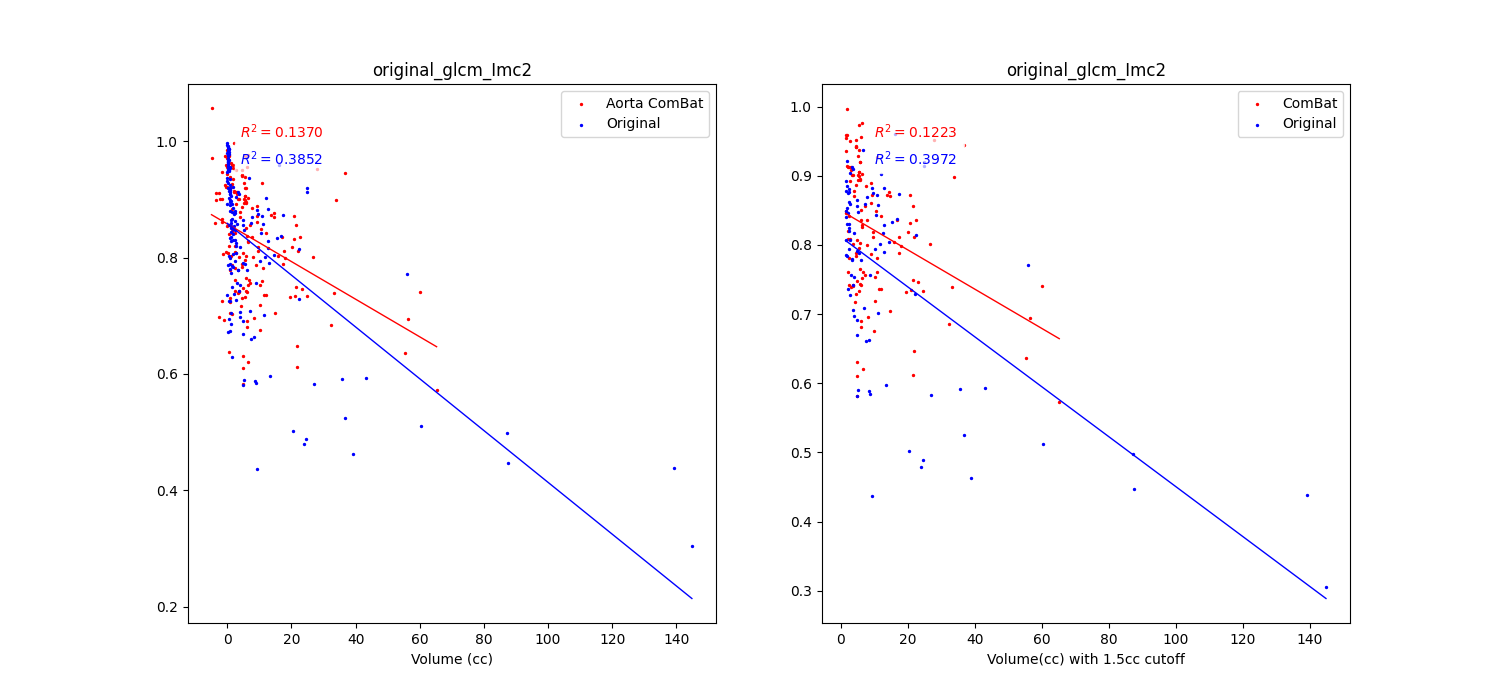 original_glcm_Imc2
Aorta ComBat
Original
R² = 0.1370
R² = 0.3852
1.0
0.8
0.6
0.4
0.2
0 20 40 60 80 100 120 140
Volume (cc)
original_glcm_Imc2
ComBat
Original
R² = 0.1223
R² = 0.3972
1.0
0.9
0.8
0.7
0.6
0.5
0.4
0.3
0 20 40 60 80 100 120 140
Volume(cc) with 1.5cc cutoff